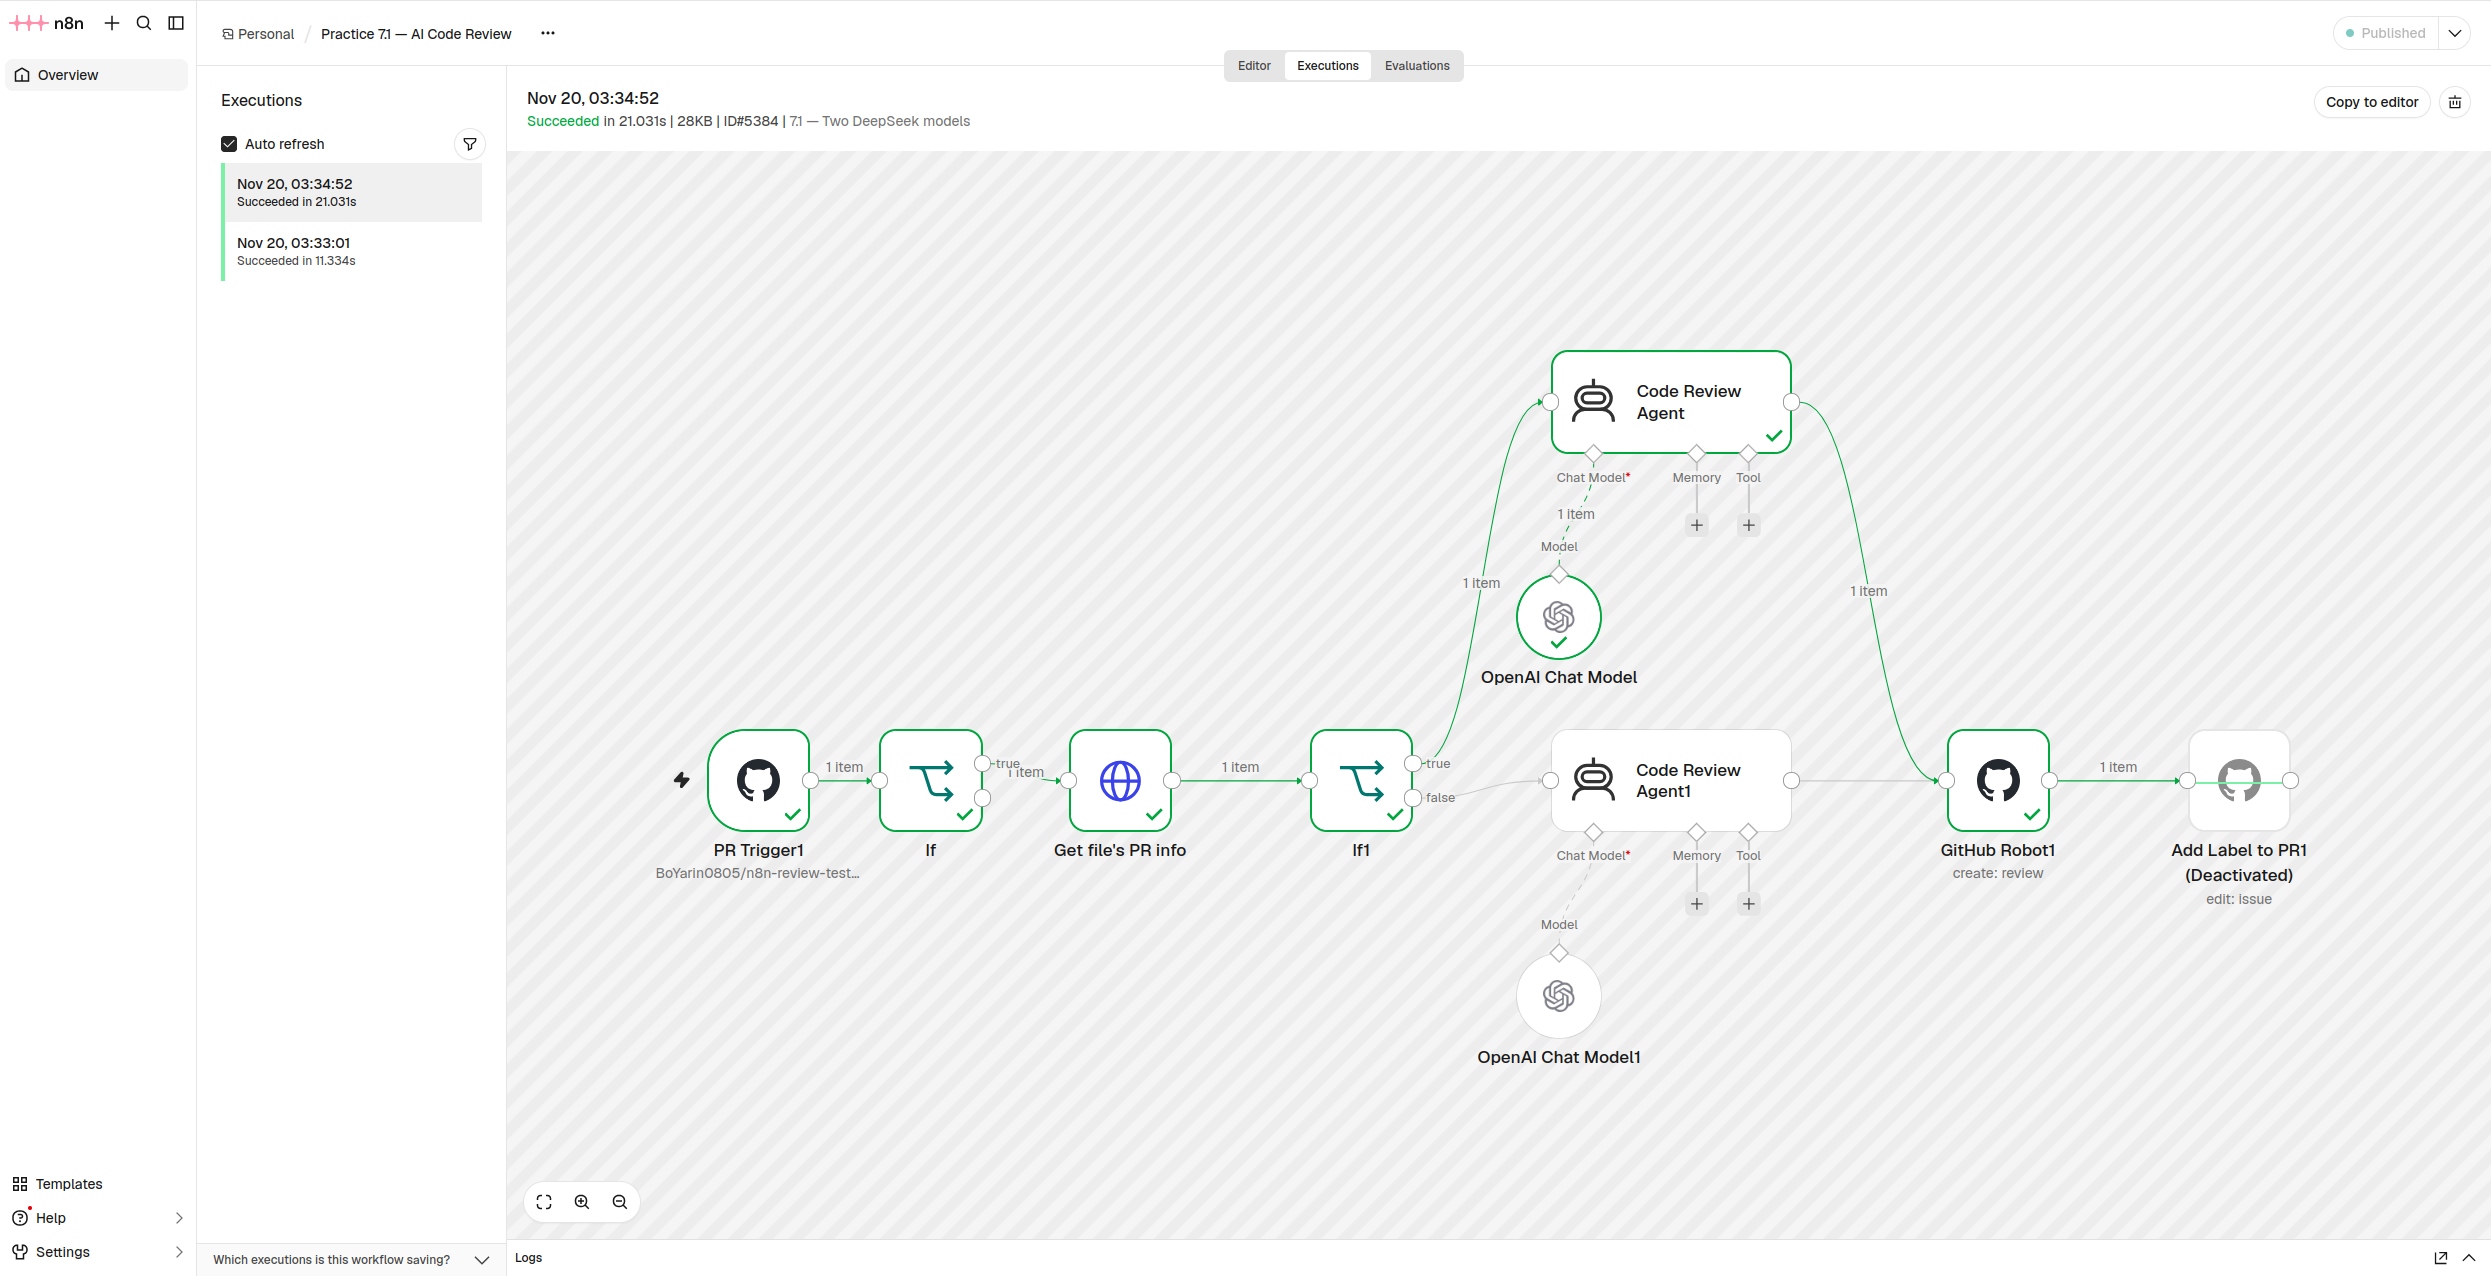 n8n
Personal / Practice 7.1 — AI Code Review
Published
Overview
Editor
Executions
Evaluations
Executions
Auto refresh
Nov 20, 03:34:52
Succeeded in 21.031s
Nov 20, 03:33:01
Succeeded in 11.334s
Nov 20, 03:34:52
Succeeded in 21.031s | 28KB | ID#5384 | 7.1 — Two DeepSeek models
Copy to editor
Code Review
Agent
Chat Model*
Memory
Tool
1 item
Model
1 item
1 item
OpenAI Chat Model
1 item
true
1 item
1 item
true
false
Code Review
Agent1
1 item
PR Trigger1
BoYarin0805/n8n-review-test...
If
Get file's PR info
If1
Chat Model*
Memory
Tool
GitHub Robot1
create: review
Add Label to PR1
(Deactivated)
edit: issue
Model
OpenAI Chat Model1
Templates
Help
Settings
Which executions is this workflow saving?
Logs